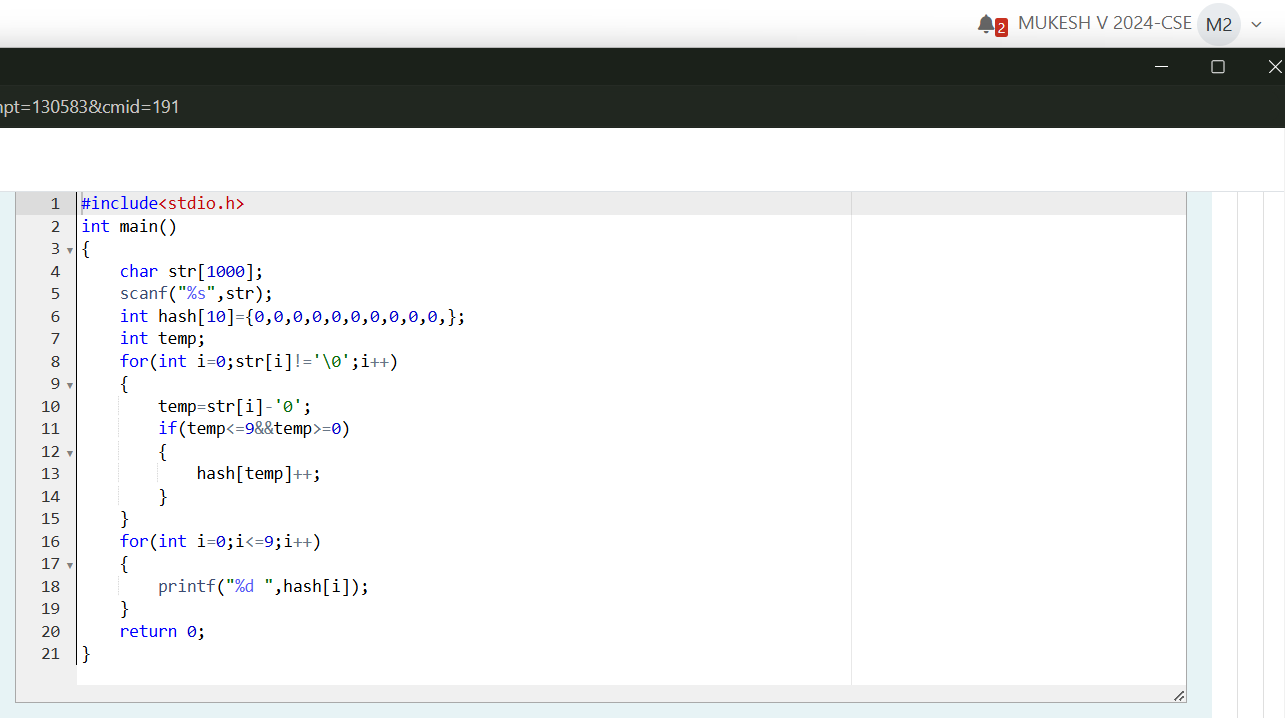 2 MUKESH V 2024-CSE M2
npt=130583&cmid=191
1 #include<stdio.h>
2 int main()
3 {
4     char str[1000];
5     scanf("%s",str);
6     int hash[10]={0,0,0,0,0,0,0,0,0,0,};
7     int temp;
8     for(int i=0;str[i]!='\0';i++)
9     {
10         temp=str[i]-'0';
11         if(temp<=9&&temp>=0)
12         {
13             hash[temp]++;
14         }
15     }
16     for(int i=0;i<=9;i++)
17     {
18         printf("%d ",hash[i]);
19     }
20     return 0;
21 }